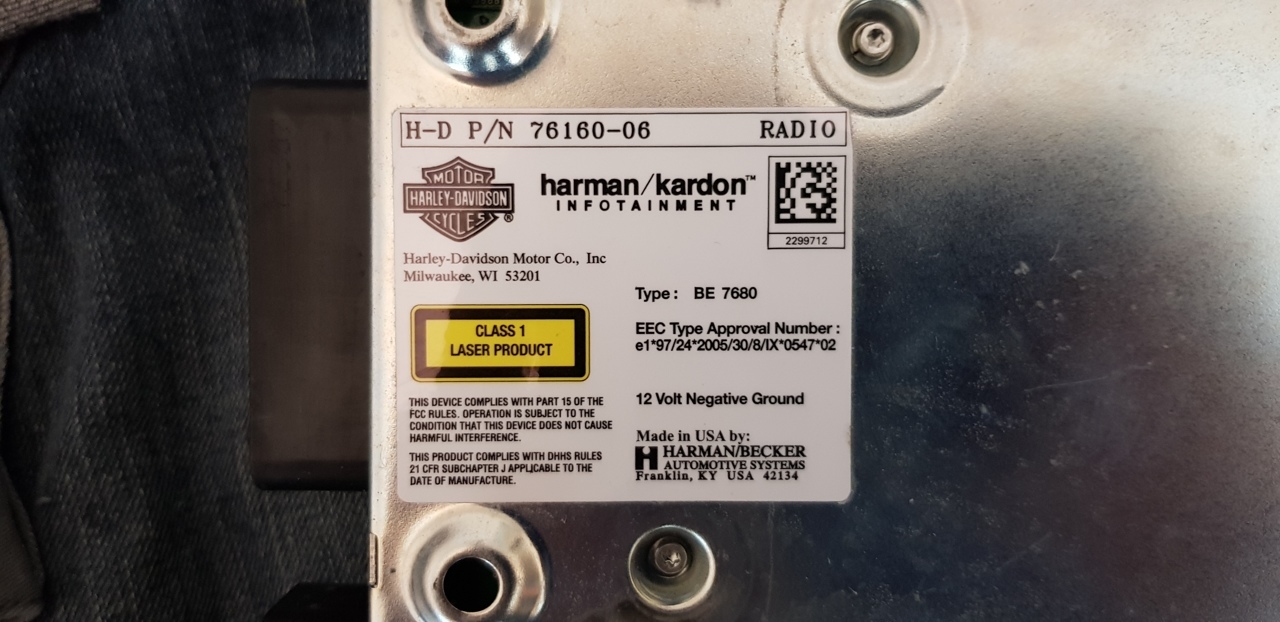 H-D P/N 76160-06 RADIO
MOTOR
HARLEY-DAVIDSON
CYCLES ®
harman/kardon™
INFOTAINMENT
2299712
Harley-Davidson Motor Co., Inc
Milwaukee, WI 53201
Type: BE 7680
CLASS 1
LASER PRODUCT
EEC Type Approval Number :
e1*97/24*2005/30/8/IX*0547*02
12 Volt Negative Ground
THIS DEVICE COMPLIES WITH PART 15 OF THE
FCC RULES. OPERATION IS SUBJECT TO THE
CONDITION THAT THIS DEVICE DOES NOT CAUSE
HARMFUL INTERFERENCE.
THIS PRODUCT COMPLIES WITH DHHS RULES
21 CFR SUBCHAPTER J APPLICABLE TO THE
DATE OF MANUFACTURE.
Made in USA by:
HARMAN/BECKER
AUTOMOTIVE SYSTEMS
Franklin, KY USA 42134